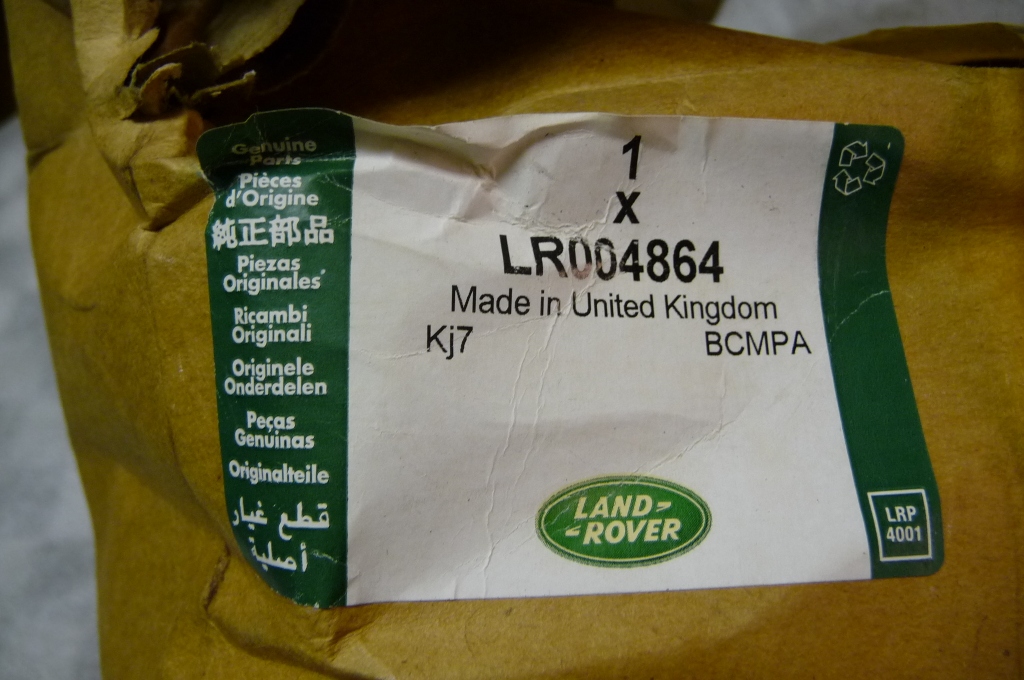 Genuine
Parts
Pièces
d'Origine
純正部品
Piezas
Originales
Ricambi
Originali
Originele
Onderdelen
Peças
Genuinas
Originalteile
قطع غيار
أصلية
1
x
LR004864
Made in United Kingdom
Kj7 BCMPA
LAND
ROVER
LRP
4001